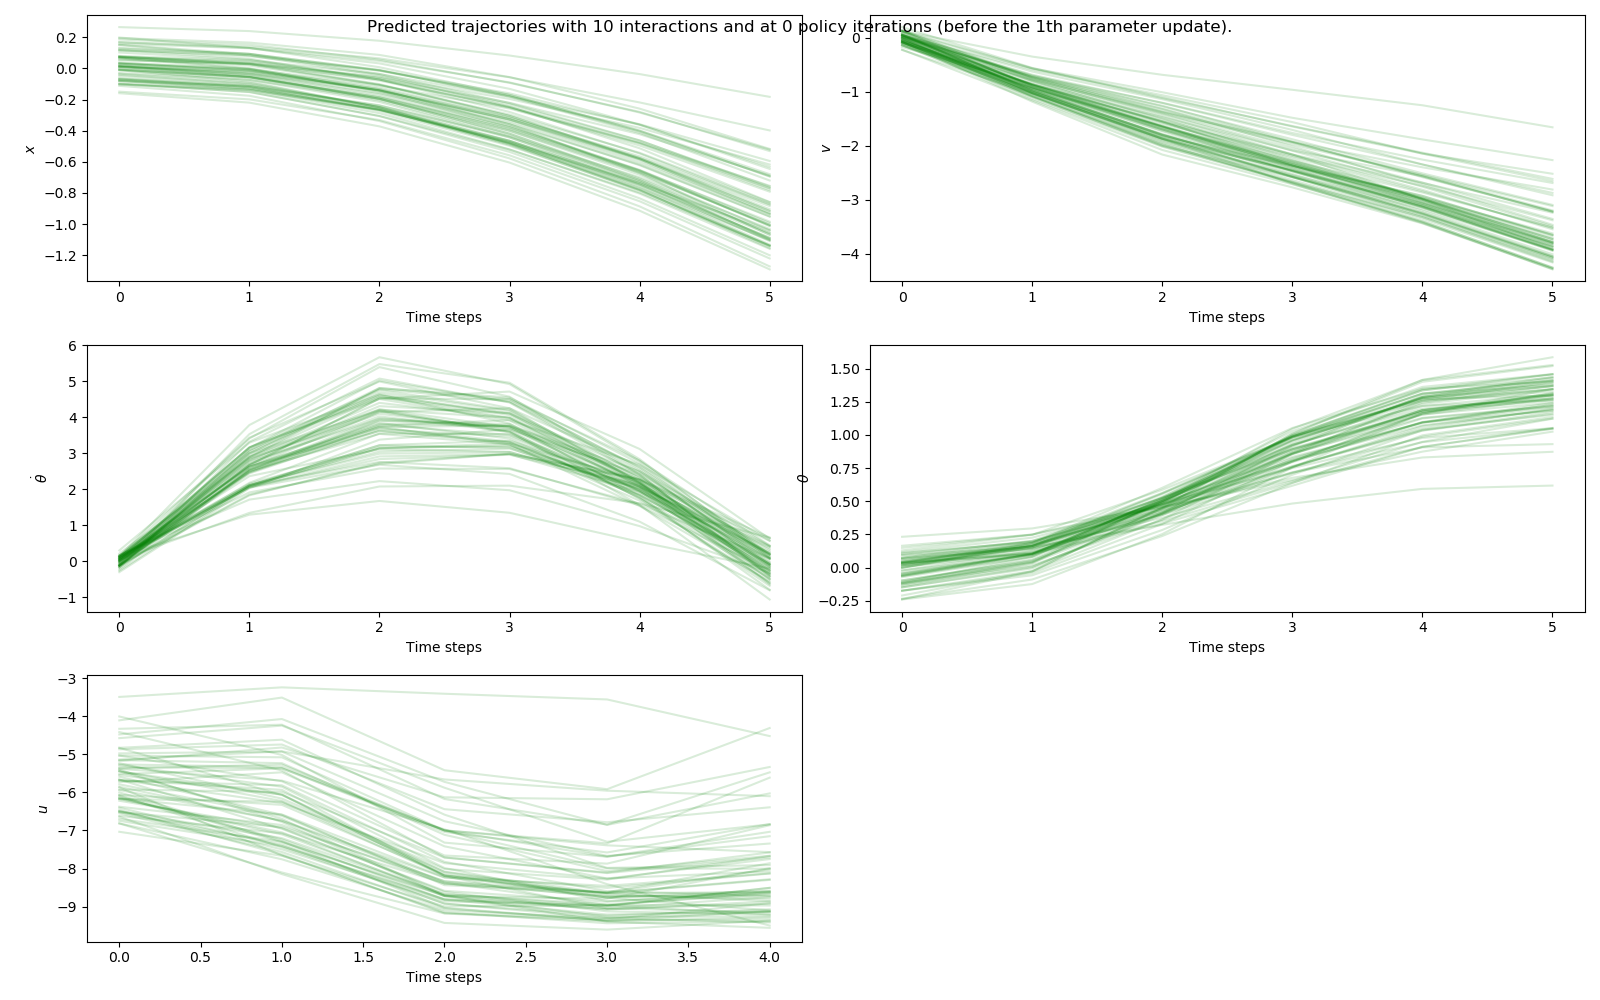 Predicted trajectories with 10 interactions and at 0 policy iterations (before the 1th parameter update).
0.2
0.0
−0.2
−0.4
−0.6
−0.8
−1.0
−1.2
x
0 1 2 3 4 5
Time steps
0
−1
−2
−3
−4
v
0 1 2 3 4 5
Time steps
6
5
4
3
2
1
0
−1
θ̇
0 1 2 3 4 5
Time steps
1.50
1.25
1.00
0.75
0.50
0.25
0.00
−0.25
θ
0 1 2 3 4 5
Time steps
−3
−4
−5
−6
−7
−8
−9
u
0.0 0.5 1.0 1.5 2.0 2.5 3.0 3.5 4.0
Time steps